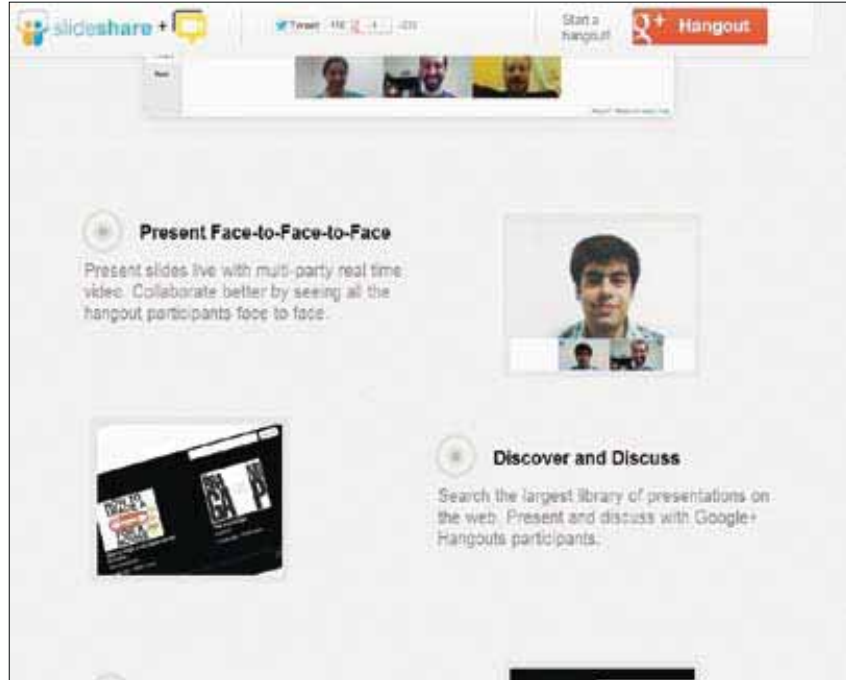 slideshare +
Tweet
Start a
hangout!
g+ Hangout
Present Face-to-Face-to-Face
Present slides live with multi-party real time
video. Collaborate better by seeing all the
hangout participants face to face.
Discover and Discuss
Search the largest library of presentations on
the web. Present and discuss with Google+
Hangouts participants.